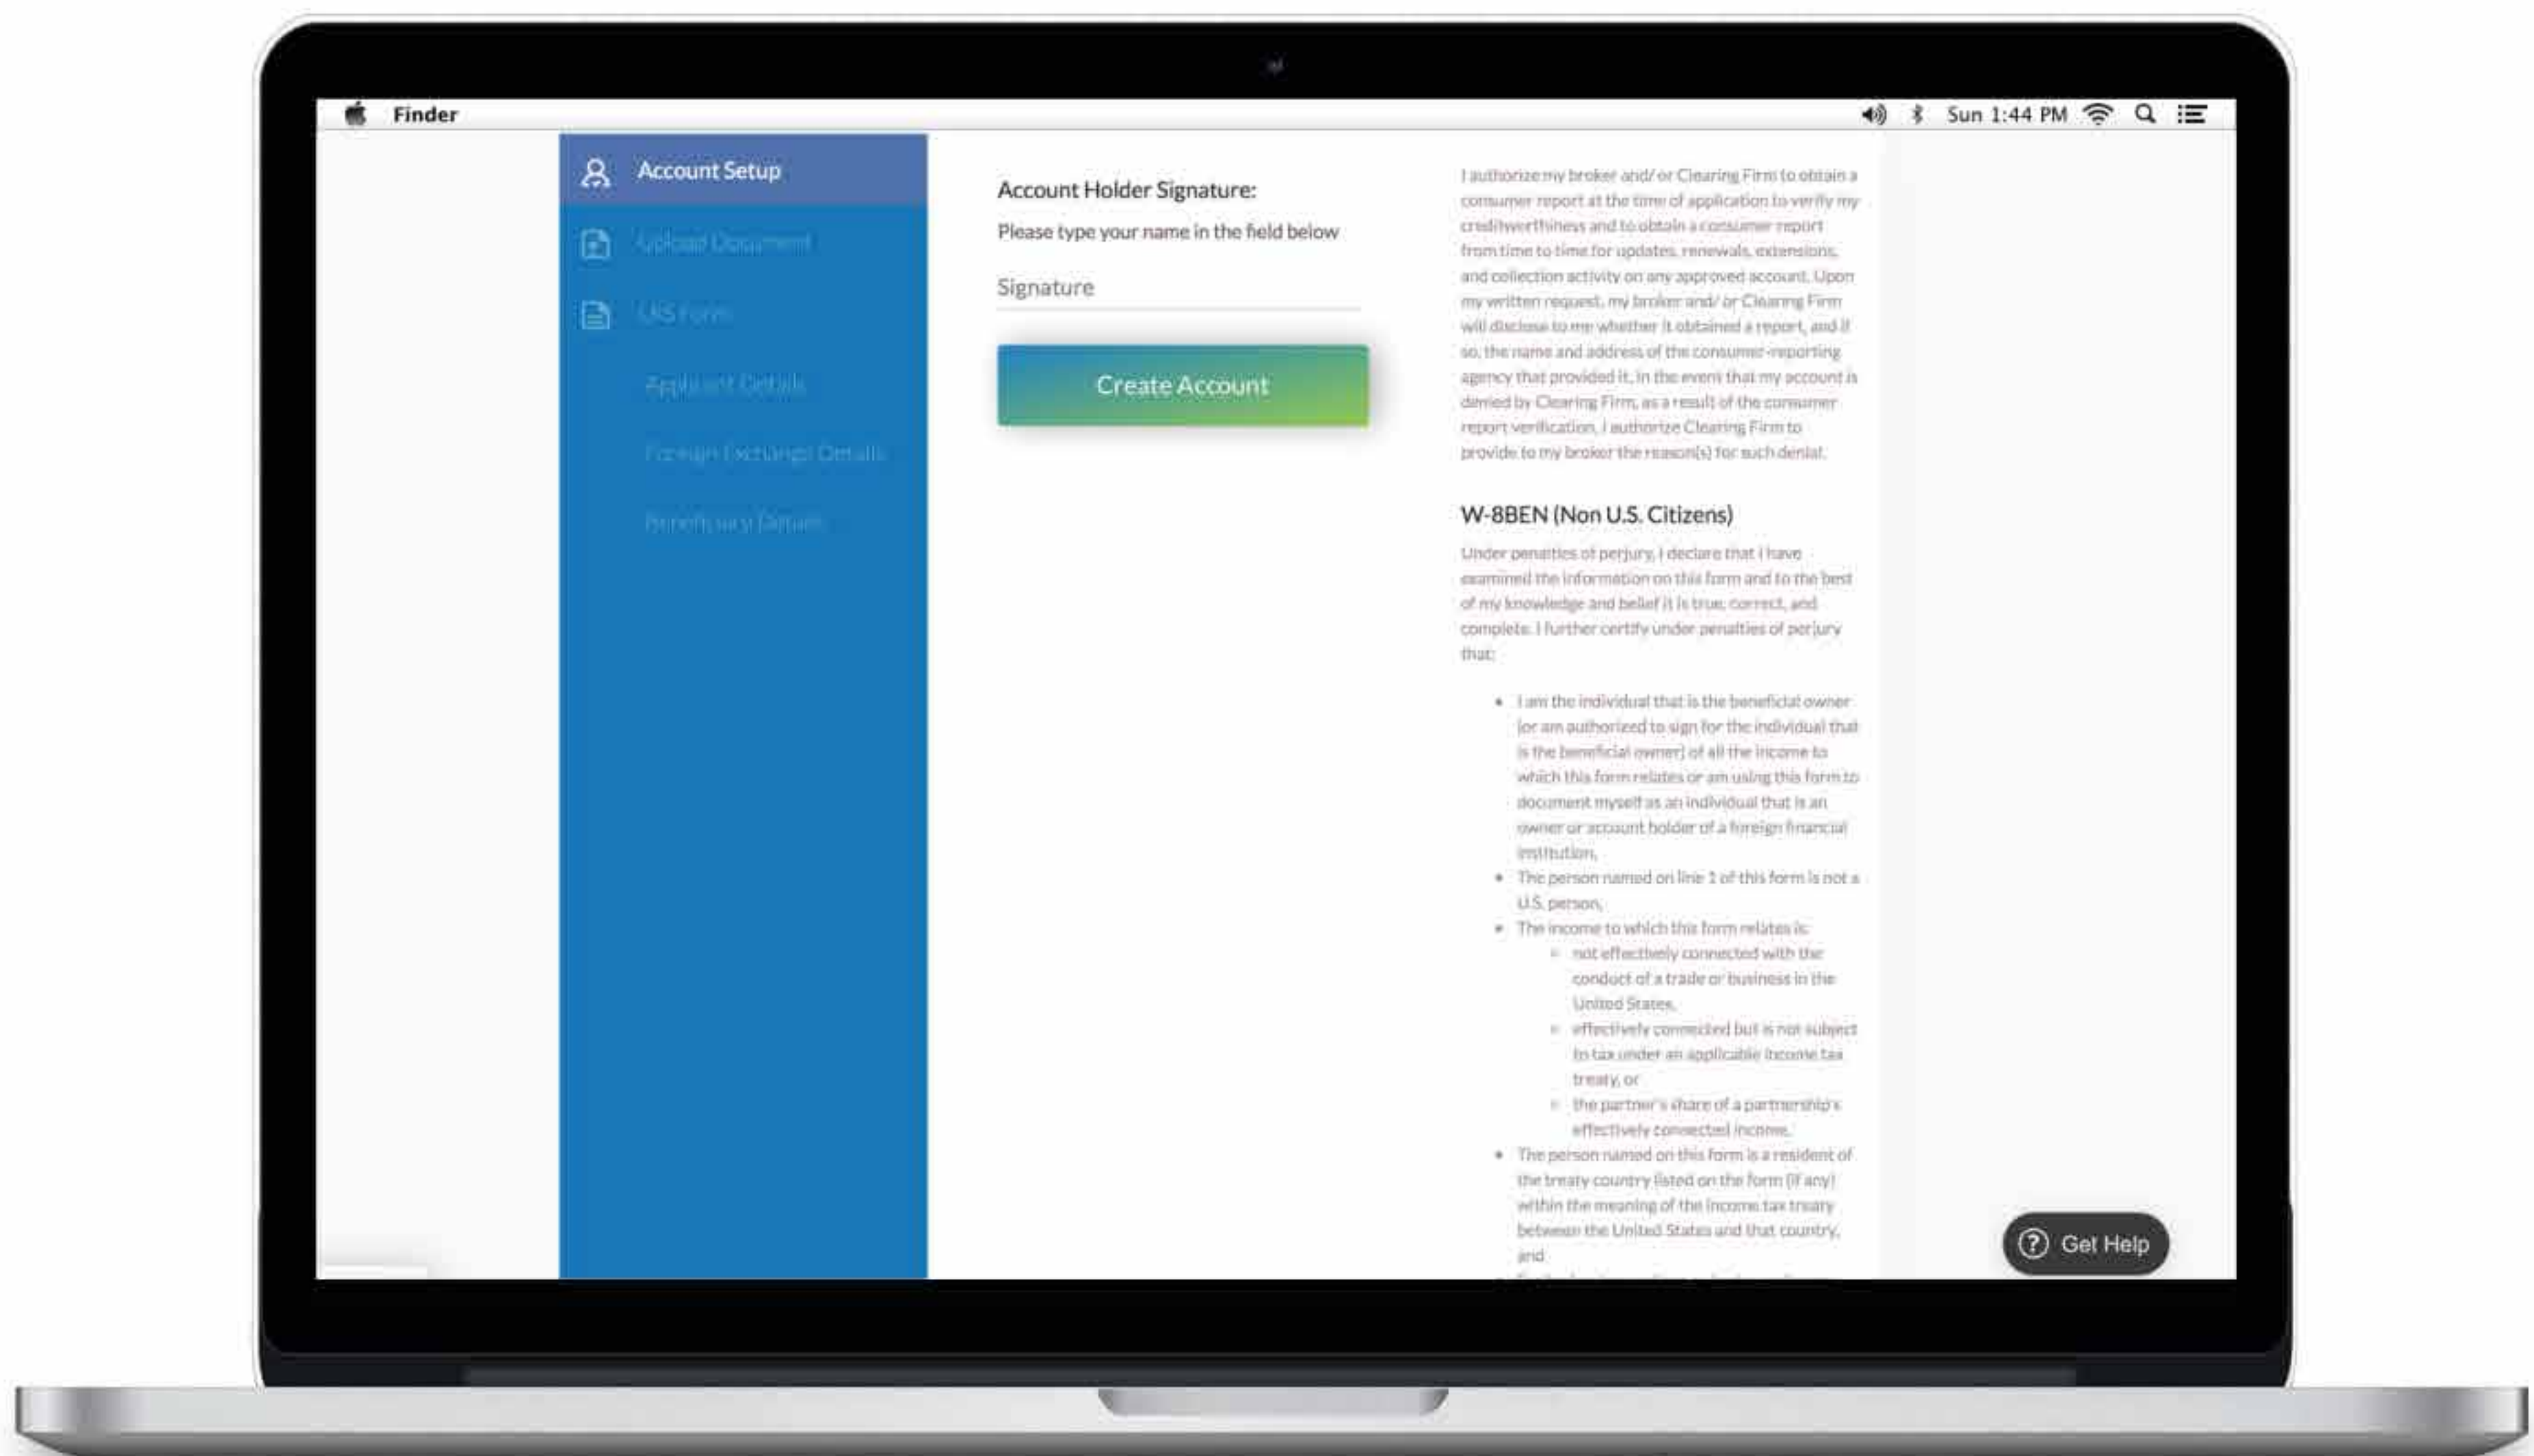 Finder
Sun 1:44 PM
Account Setup
Upload Document
LRS Form
Applicant Details
Foreign Exchange Details
Beneficiary Details
Account Holder Signature:
Please type your name in the field below
Signature
Create Account
I authorize my broker and/ or Clearing Firm to obtain a
consumer report at the time of application to verify my
creditworthiness and to obtain a consumer report
from time to time for updates, renewals, extensions,
and collection activity on any approved account. Upon
my written request, my broker and/ or Clearing Firm
will disclose to me whether it obtained a report, and if
so, the name and address of the consumer-reporting
agency that provided it. In the event that my account is
denied by Clearing Firm, as a result of the consumer
report verification, I authorize Clearing Firm to
provide to my broker the reason(s) for such denial.
W-8BEN (Non U.S. Citizens)
Under penalties of perjury, I declare that I have
examined the information on this form and to the best
of my knowledge and belief it is true, correct, and
complete. I further certify under penalties of perjury
that:
I am the individual that is the beneficial owner
(or am authorized to sign for the individual that
is the beneficial owner) of all the income to
which this form relates or am using this form to
document myself as an individual that is an
owner or account holder of a foreign financial
institution,
The person named on line 1 of this form is not a
U.S. person,
The income to which this form relates is:
not effectively connected with the
conduct of a trade or business in the
United States,
effectively connected but is not subject
to tax under an applicable income tax
treaty, or
the partner's share of a partnership's
effectively connected income,
The person named on this form is a resident of
the treaty country listed on the form (if any)
within the meaning of the income tax treaty
between the United States and that country,
and
Get Help